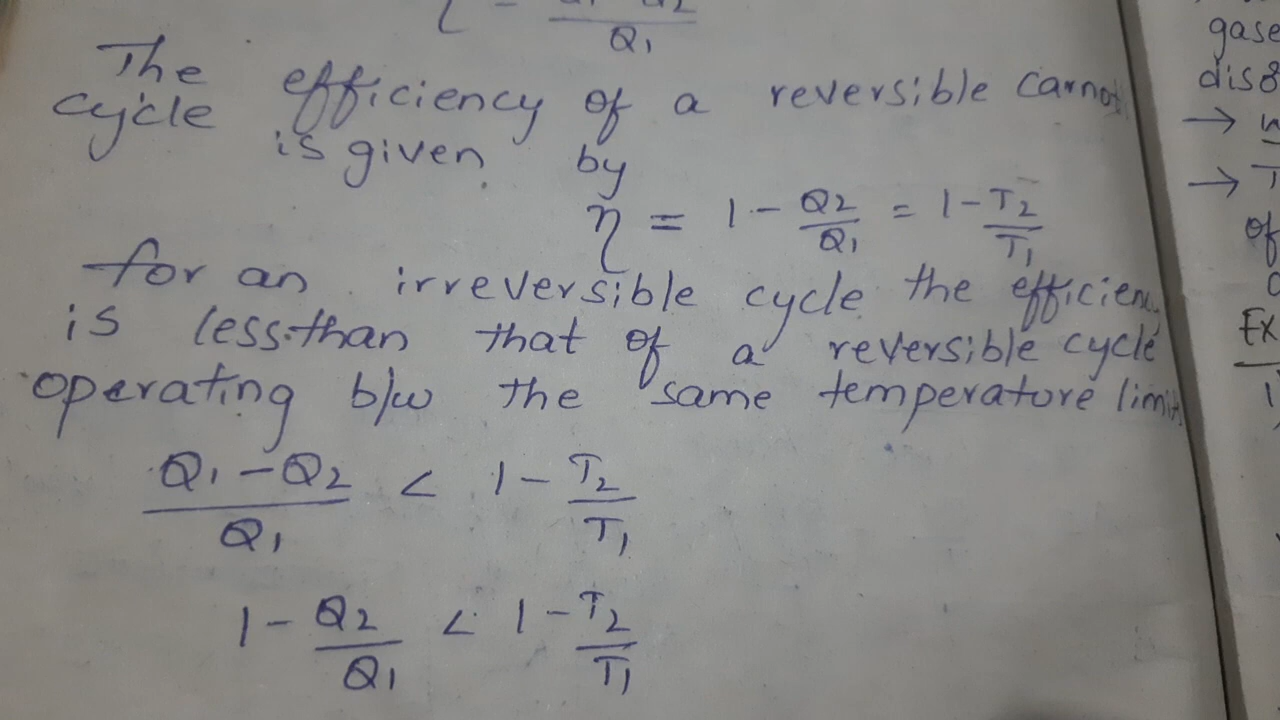 Q1
The efficiency of a reversible carnot
cycle is given by
η = 1 - Q2/Q1 = 1 - T2/T1
for an irreversible cycle the efficien
is less than that of a reversible cycle
operating b/w the same temperature limits
Q1 - Q2/Q1 < 1 - T2/T1
1 - Q2/Q1 < 1 - T2/T1
gase
of
Ex